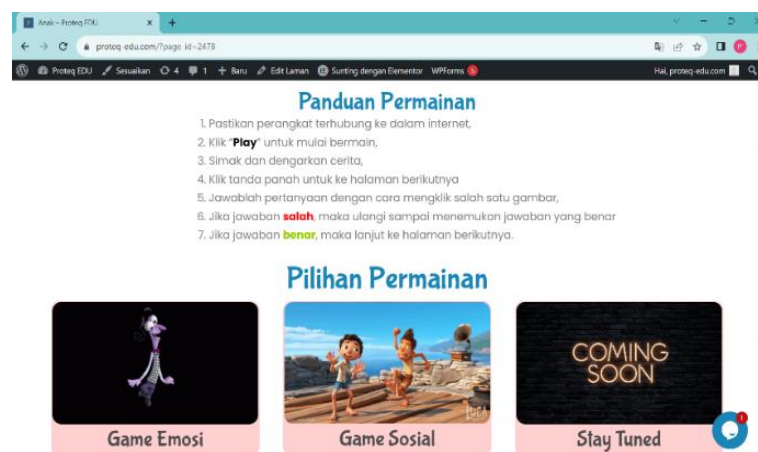 Anak – Proteq EDU
proteq-edu.com/?page_id=2478
Proteq EDU Sesuaikan 4 1 Baru Edit Laman Sunting dengan Elementor WPForms 5 Hai, proteq-edu.com
Panduan Permainan
1. Pastikan perangkat terhubung ke dalam internet,
2. Klik “Play” untuk mulai bermain,
3. Simak dan dengarkan cerita,
4. Klik tanda panah untuk ke halaman berikutnya
5. Jawablah pertanyaan dengan cara mengklik salah satu gambar,
6. Jika jawaban salah, maka ulangi sampai menemukan jawaban yang benar
7. Jika jawaban benar, maka lanjut ke halaman berikutnya.
Pilihan Permainan
Luca
COMING
SOON
Game Emosi
Game Sosial
Stay Tuned